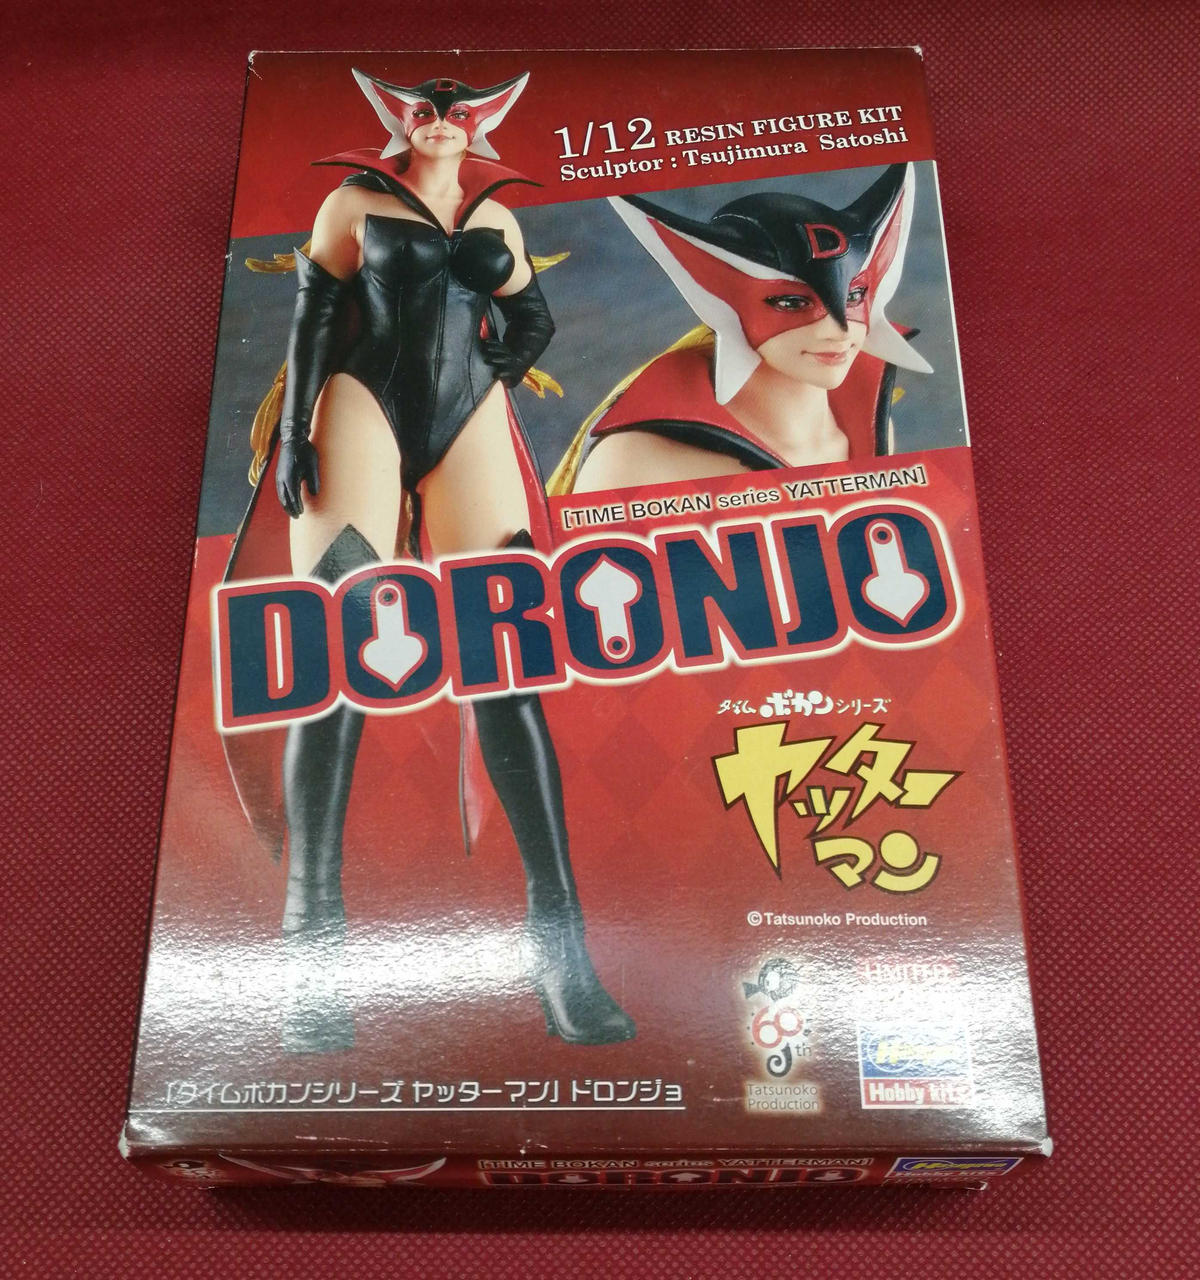 D
1/12 RESIN FIGURE KIT
Sculptor : Tsujimura Satoshi
D
[TIME BOKAN series YATTERMAN]
DORONJO
タイムボカンシリーズ
ヤッター
マン
©Tatsunoko Production
60th
Tatsunoko
Production
LIMITED
Hasegawa
Hobby kits
「タイムボカンシリーズ ヤッターマン」ドロンジョ
[TIME BOKAN series YATTERMAN]
DORONJO
Hasegawa